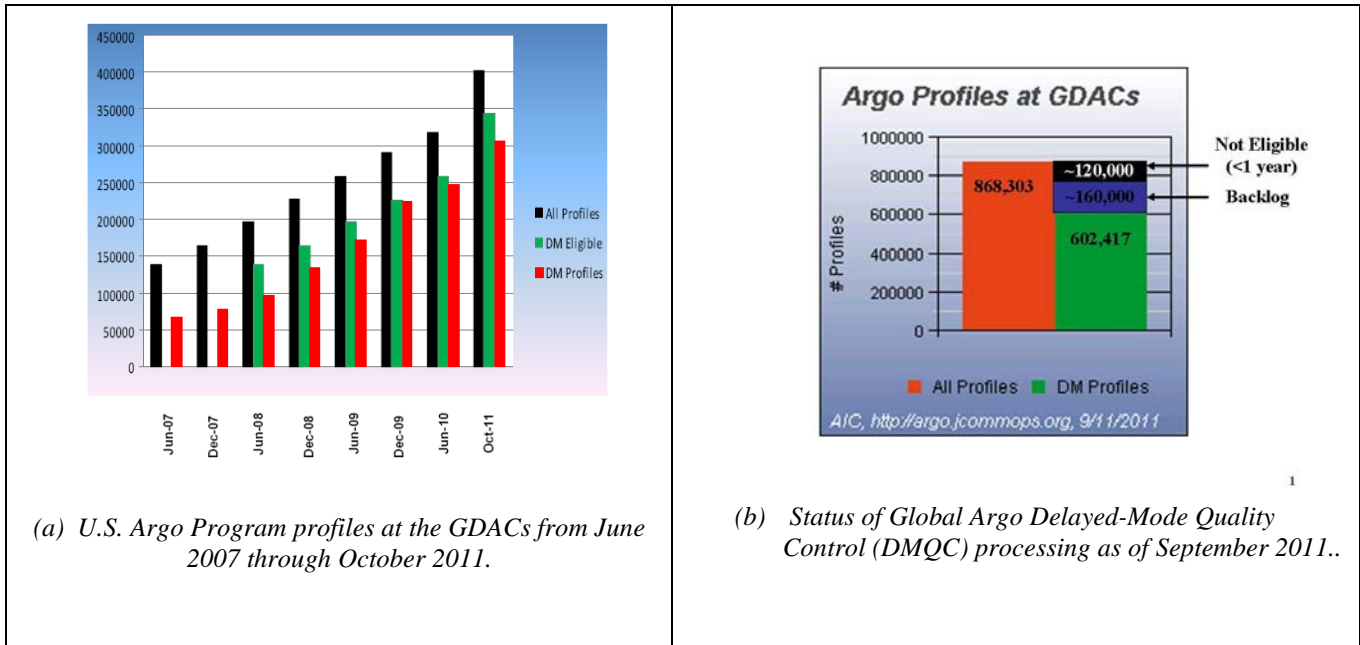 450000
400000
350000
300000
250000
200000
150000
100000
50000
0
All Profiles
DM Eligible
DM Profiles
Jun-07
Dec-07
Jun-08
Dec-08
Jun-09
Dec-09
Jun-10
Oct-11
(a) U.S. Argo Program profiles at the GDACs from June
2007 through October 2011.
Argo Profiles at GDACs
# Profiles
1000000
800000
600000
400000
200000
0
868,303
~120,000
~160,000
602,417
Not Eligible
(<1 year)
Backlog
All Profiles DM Profiles
AIC, http://argo.jcommops.org, 9/11/2011
1
(b) Status of Global Argo Delayed-Mode Quality
Control (DMQC) processing as of September 2011..